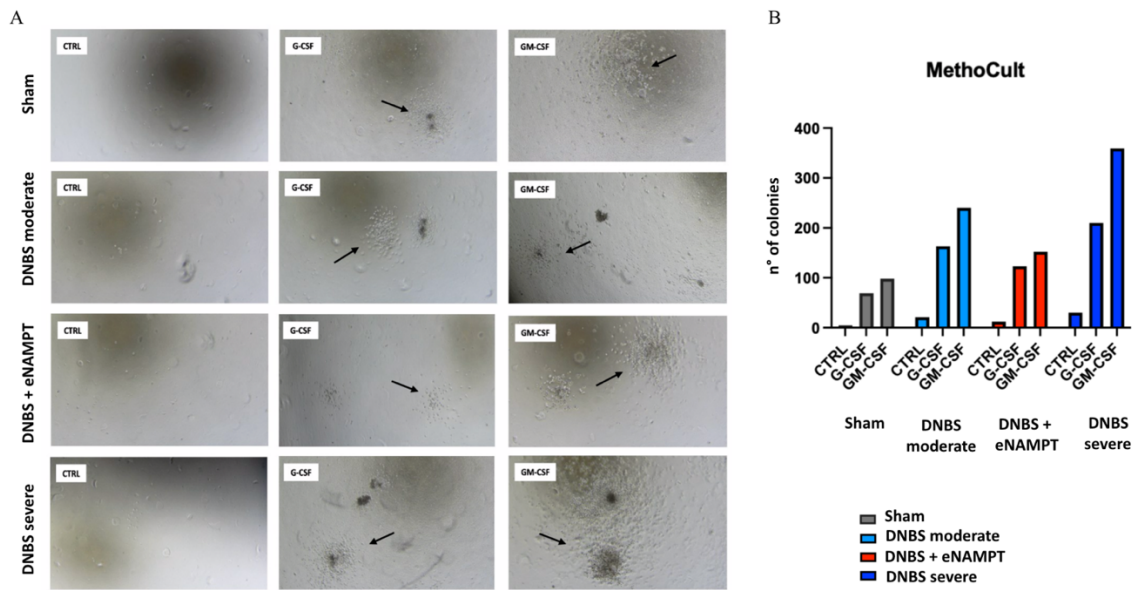 A
B
CTRL
G-CSF
GM-CSF
Sham
CTRL
G-CSF
GM-CSF
DNBS moderate
CTRL
G-CSF
GM-CSF
DNBS + eNAMPT
CTRL
G-CSF
GM-CSF
DNBS severe
MethoCult
n° of colonies
400
300
200
100
0
CTRL
G-CSF
GM-CSF
CTRL
G-CSF
GM-CSF
CTRL
G-CSF
GM-CSF
CTRL
G-CSF
GM-CSF
Sham
DNBS
moderate
DNBS +
eNAMPT
DNBS
severe
Sham
DNBS moderate
DNBS + eNAMPT
DNBS severe